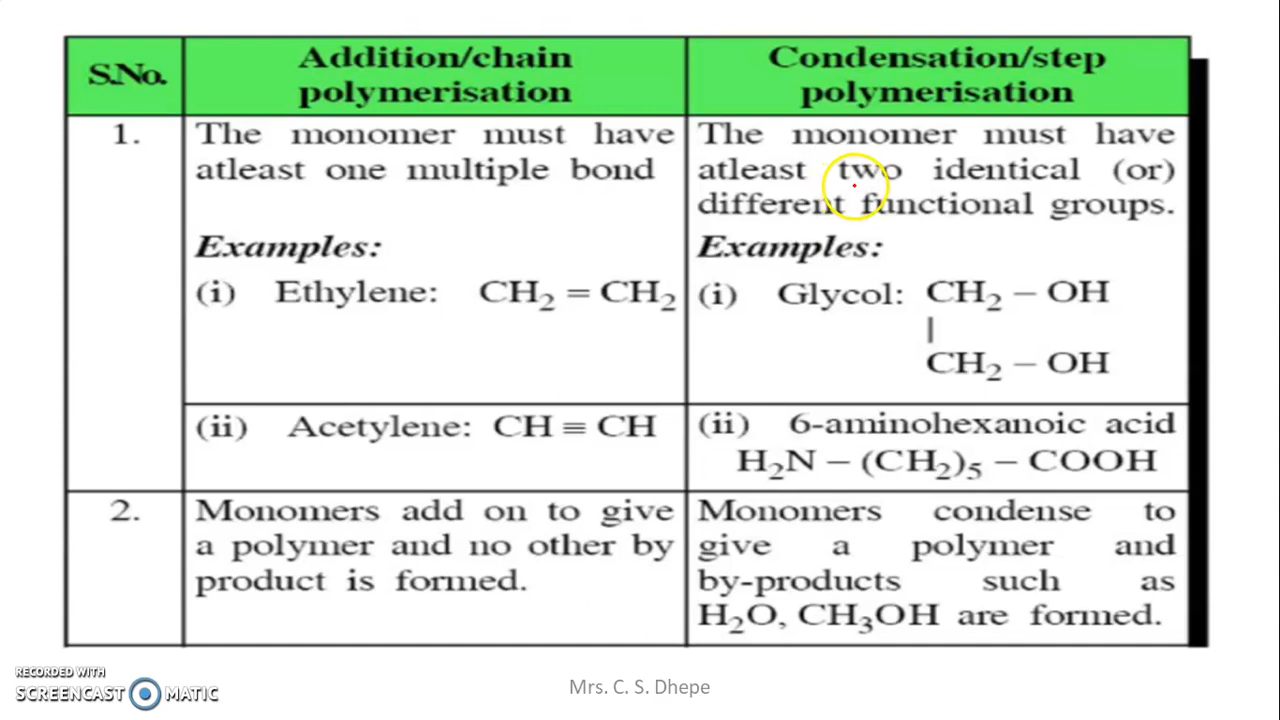 S.No.
Addition/chain
polymerisation
Condensation/step
polymerisation
1.
The monomer must have
atleast one multiple bond
Examples:
(i) Ethylene: CH₂ = CH₂
The monomer must have
atleast two identical (or)
different functional groups.
Examples:
(i) Glycol: CH₂ – OH
|
CH₂ – OH
(ii) Acetylene: CH ≡ CH
(ii) 6-aminohexanoic acid
H₂N – (CH₂)₅ – COOH
2.
Monomers add on to give
a polymer and no other by
product is formed.
Monomers condense to
give a polymer and
by-products such as
H₂O, CH₃OH are formed.
RECORDED WITH
SCREENCAST MATIC
Mrs. C. S. Dhepe